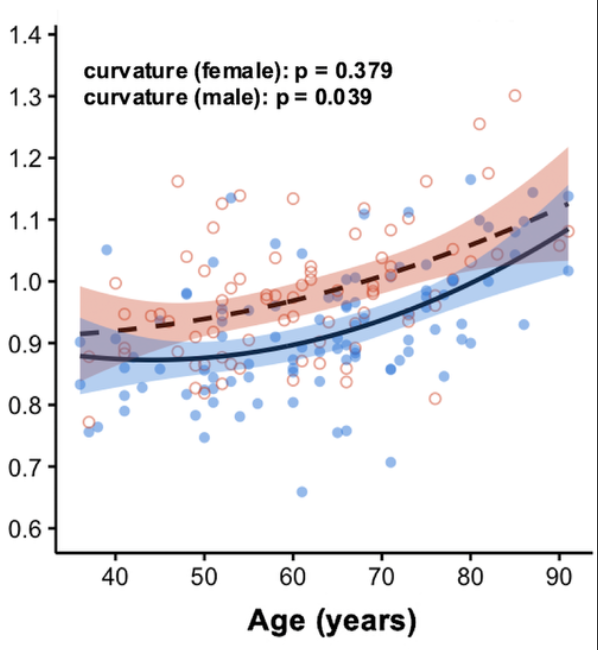 curvature (female): p = 0.379
curvature (male): p = 0.039
1.4
1.3
1.2
1.1
1.0
0.9
0.8
0.7
0.6
40 50 60 70 80 90
Age (years)